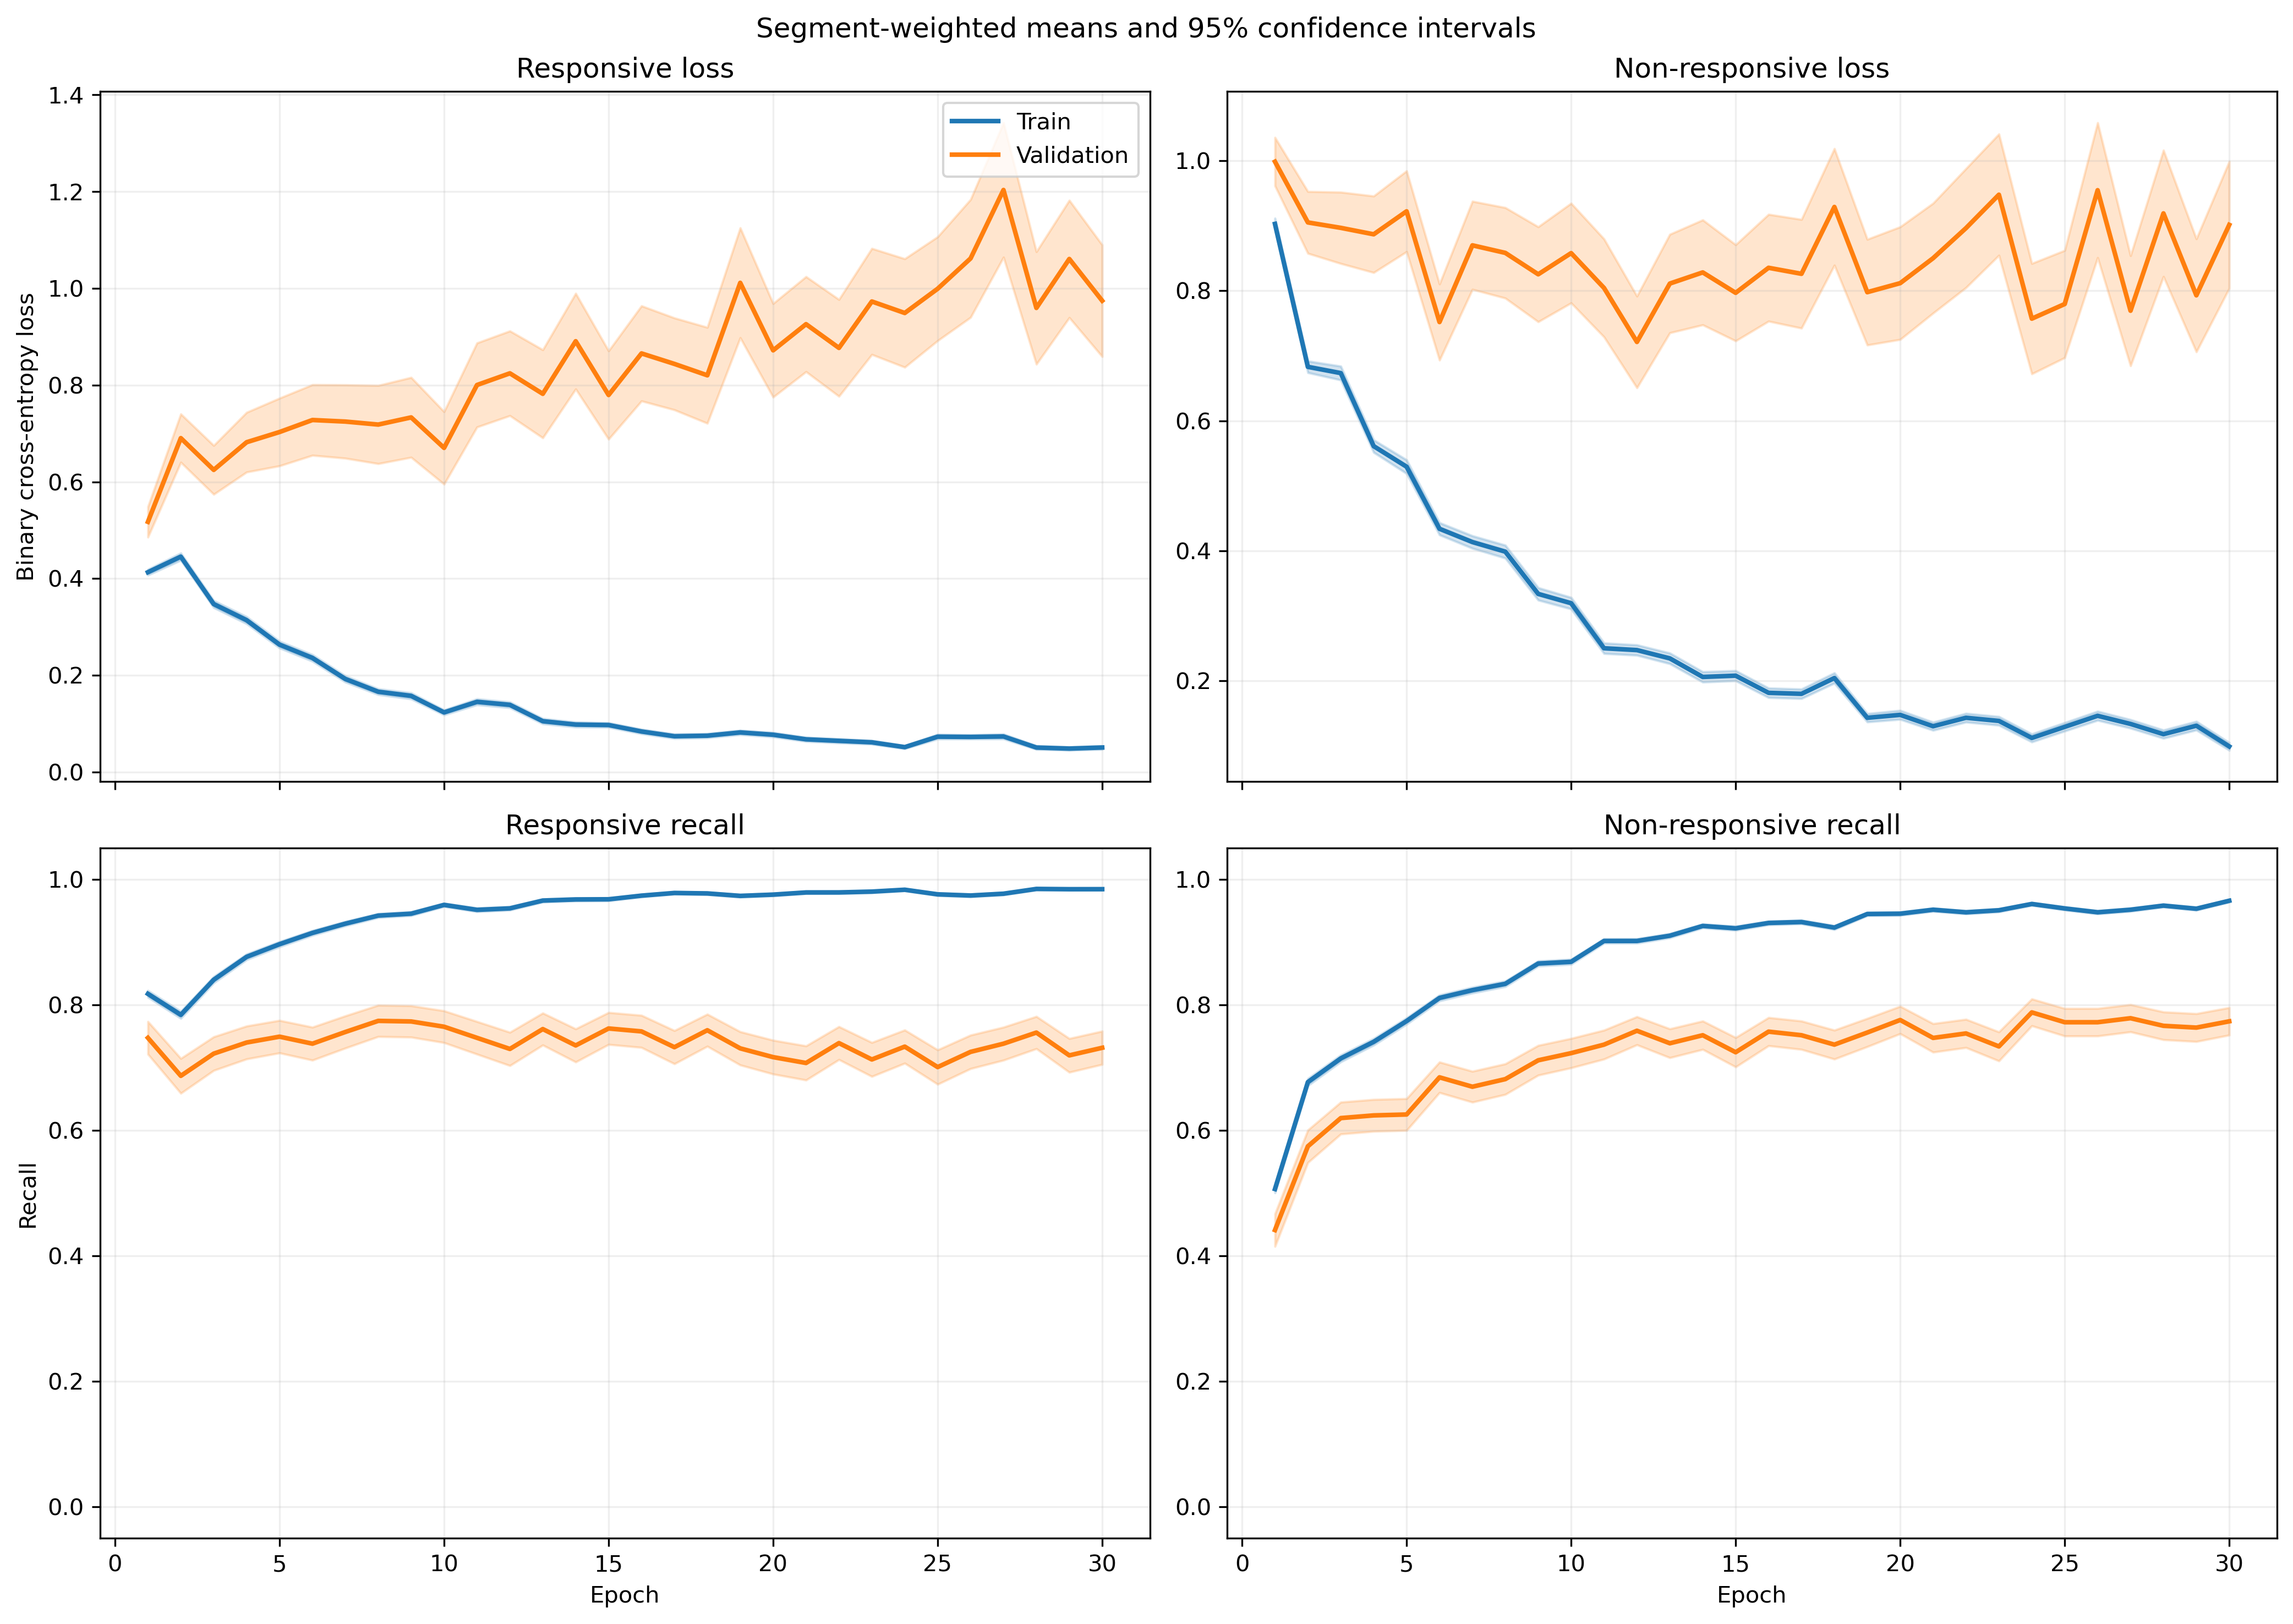 Segment-weighted means and 95% confidence intervals
Responsive loss
Non-responsive loss
Train
Validation
Binary cross-entropy loss
1.4
1.2
1.0
0.8
0.6
0.4
0.2
0.0
1.0
0.8
0.6
0.4
0.2
Responsive recall
Non-responsive recall
Recall
1.0
0.8
0.6
0.4
0.2
0.0
1.0
0.8
0.6
0.4
0.2
0.0
0 5 10 15 20 25 30
0 5 10 15 20 25 30
Epoch
Epoch